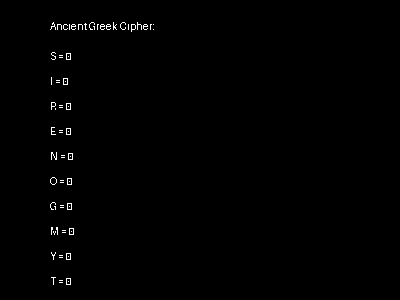 Ancient Greek Cipher:
S =
I =
R =
E =
N =
O =
G =
M =
Y =
T =